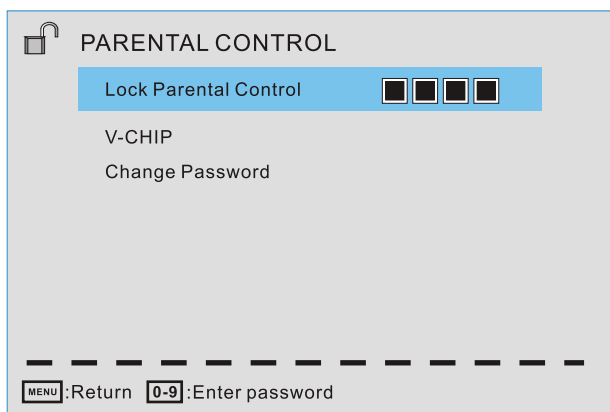 PARENTAL CONTROL
Lock Parental Control
V-CHIP
Change Password
MENU:Return 0-9:Enter password